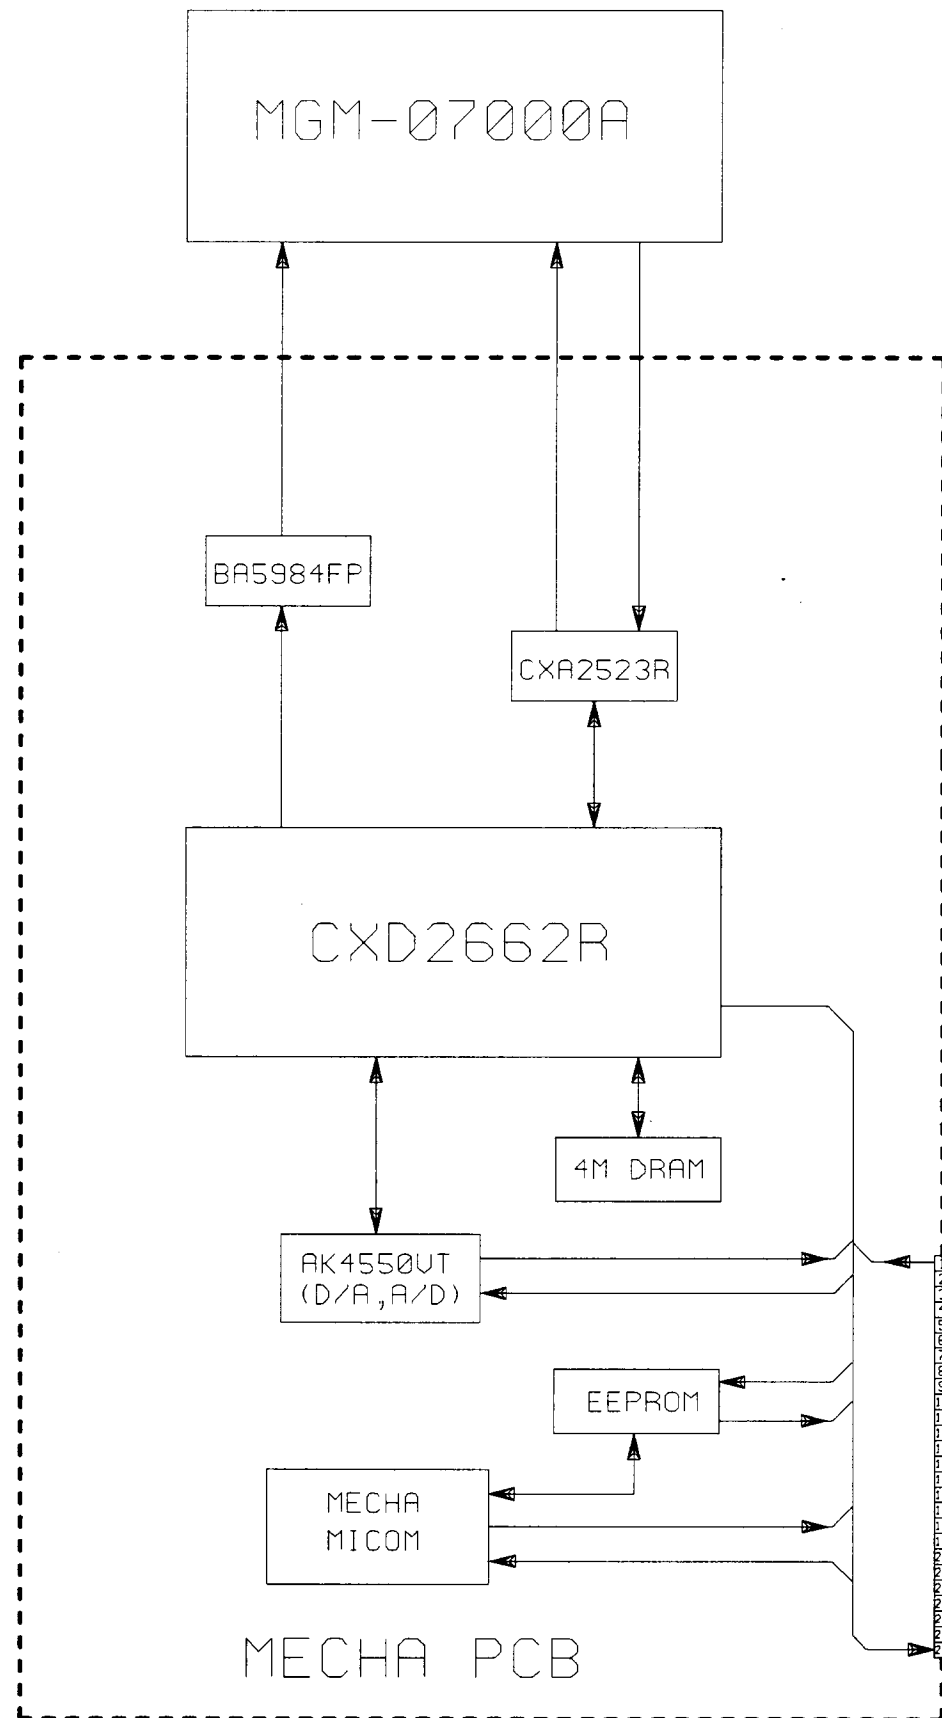 MGM-07000A
BA5984FP
CXA2523R
CXD2662R
4M DRAM
AK4550VT
(D/A,A/D)
EEPROM
MECHA
MICOM
MECHA PCB